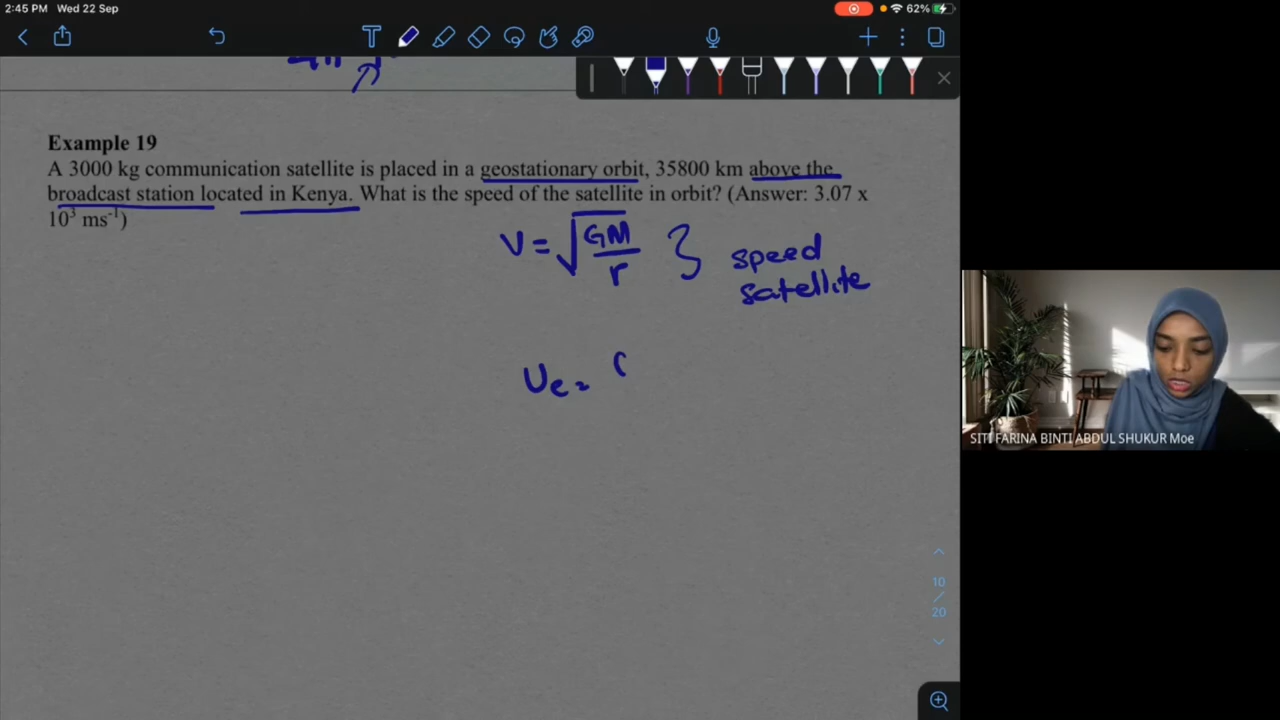 2:45 PM Wed 22 Sep
62%
T
Example 19
A 3000 kg communication satellite is placed in a geostationary orbit, 35800 km above the
broadcast station located in Kenya. What is the speed of the satellite in orbit? (Answer: 3.07 x
10³ ms⁻¹)
v = √(GM/r) } speed
satellite
Ve =
SITI FARINA BINTI ABDUL SHUKUR Moe
10
/
20